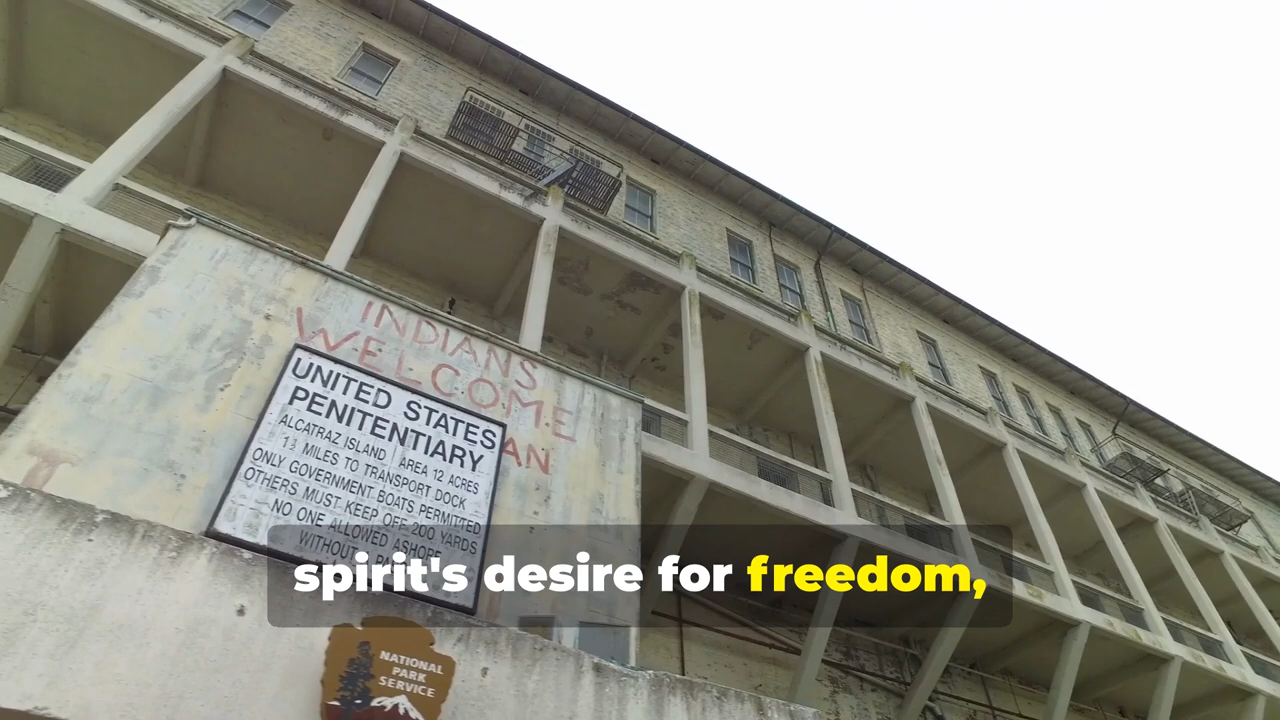 INDIANS
WELCOME
AN
UNITED STATES
PENITENTIARY
ALCATRAZ ISLAND AREA 12 ACRES
1½ MILES TO TRANSPORT DOCK
ONLY GOVERNMENT BOATS PERMITTED
OTHERS MUST KEEP OFF 200 YARDS
NO ONE ALLOWED ASHORE
spirit's desire for freedom,
NATIONAL
PARK
SERVICE